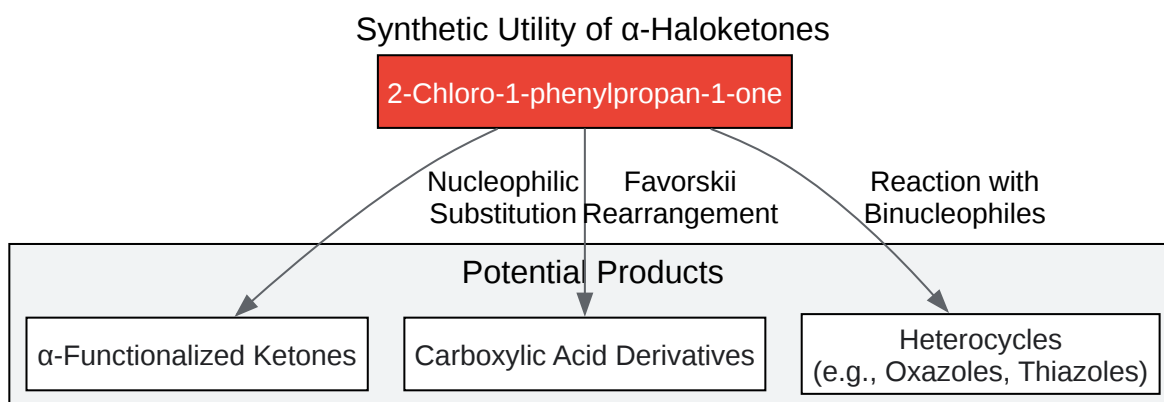 Synthetic Utility of α-Haloketones
2-Chloro-1-phenylpropan-1-one
Nucleophilic
Substitution
Favorskii
Rearrangement
Reaction with
Binucleophiles
Potential Products
α-Functionalized Ketones
Carboxylic Acid Derivatives
Heterocycles
(e.g., Oxazoles, Thiazoles)